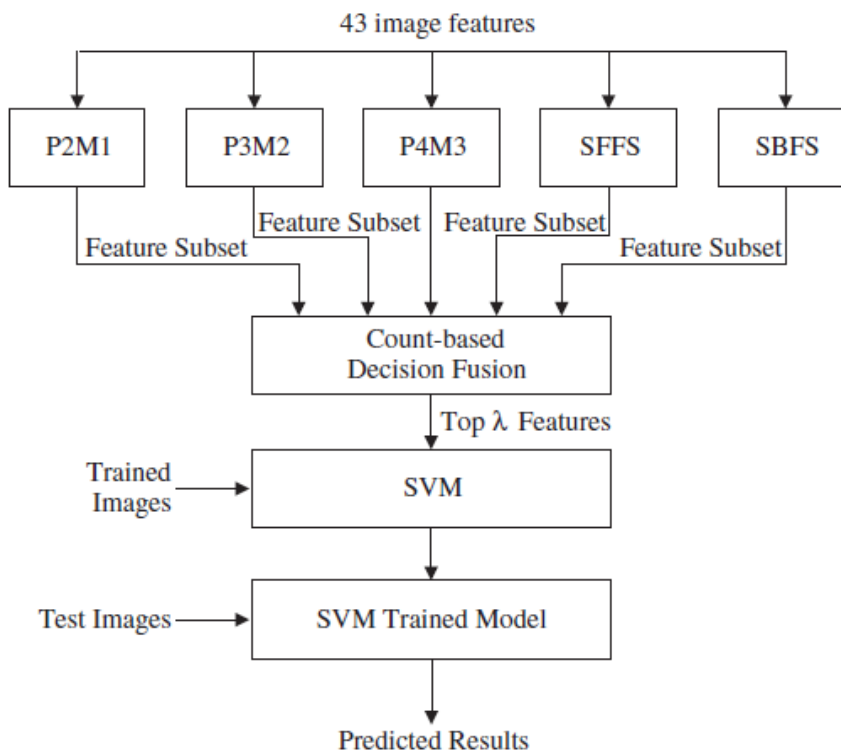 43 image features
P2M1
P3M2
P4M3
SFFS
SBFS
Feature Subset
Feature Subset
Feature Subset
Feature Subset
Count-based
Decision Fusion
Top λ Features
Trained
Images
SVM
Test Images
SVM Trained Model
Predicted Results